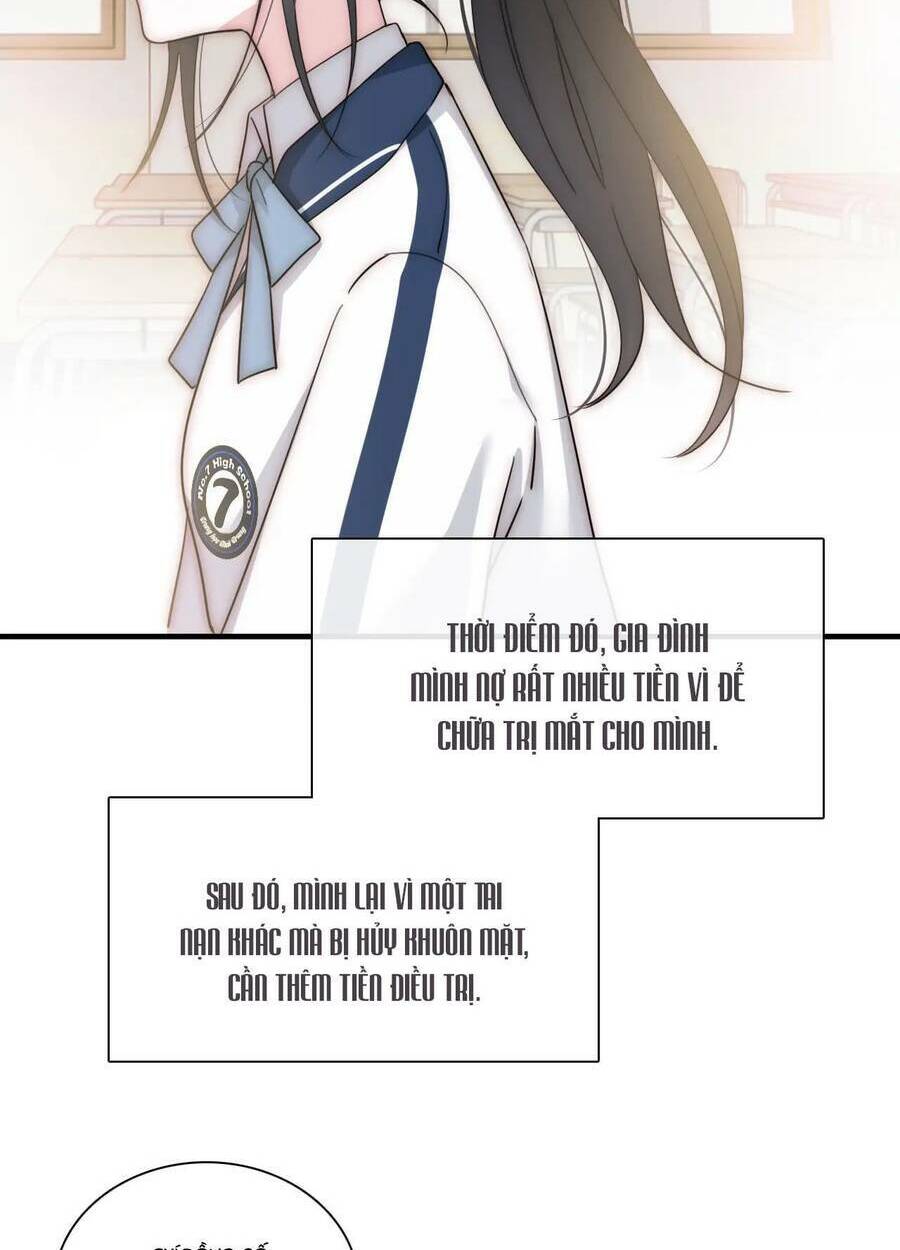 No.7 High School
7
THỜI ĐIỂM ĐÓ, GIA ĐÌNH
MÌNH NỢ RẤT NHIỀU TIỀN VÌ ĐỂ
CHỮA TRỊ MẮT CHO MÌNH.
SAU ĐÓ, MÌNH LẠI VÌ MỘT TAI
NẠN KHÁC MÀ BỊ HỦY KHUÔN MẶT,
CẦN THÊM TIỀN ĐIỀU TRỊ.